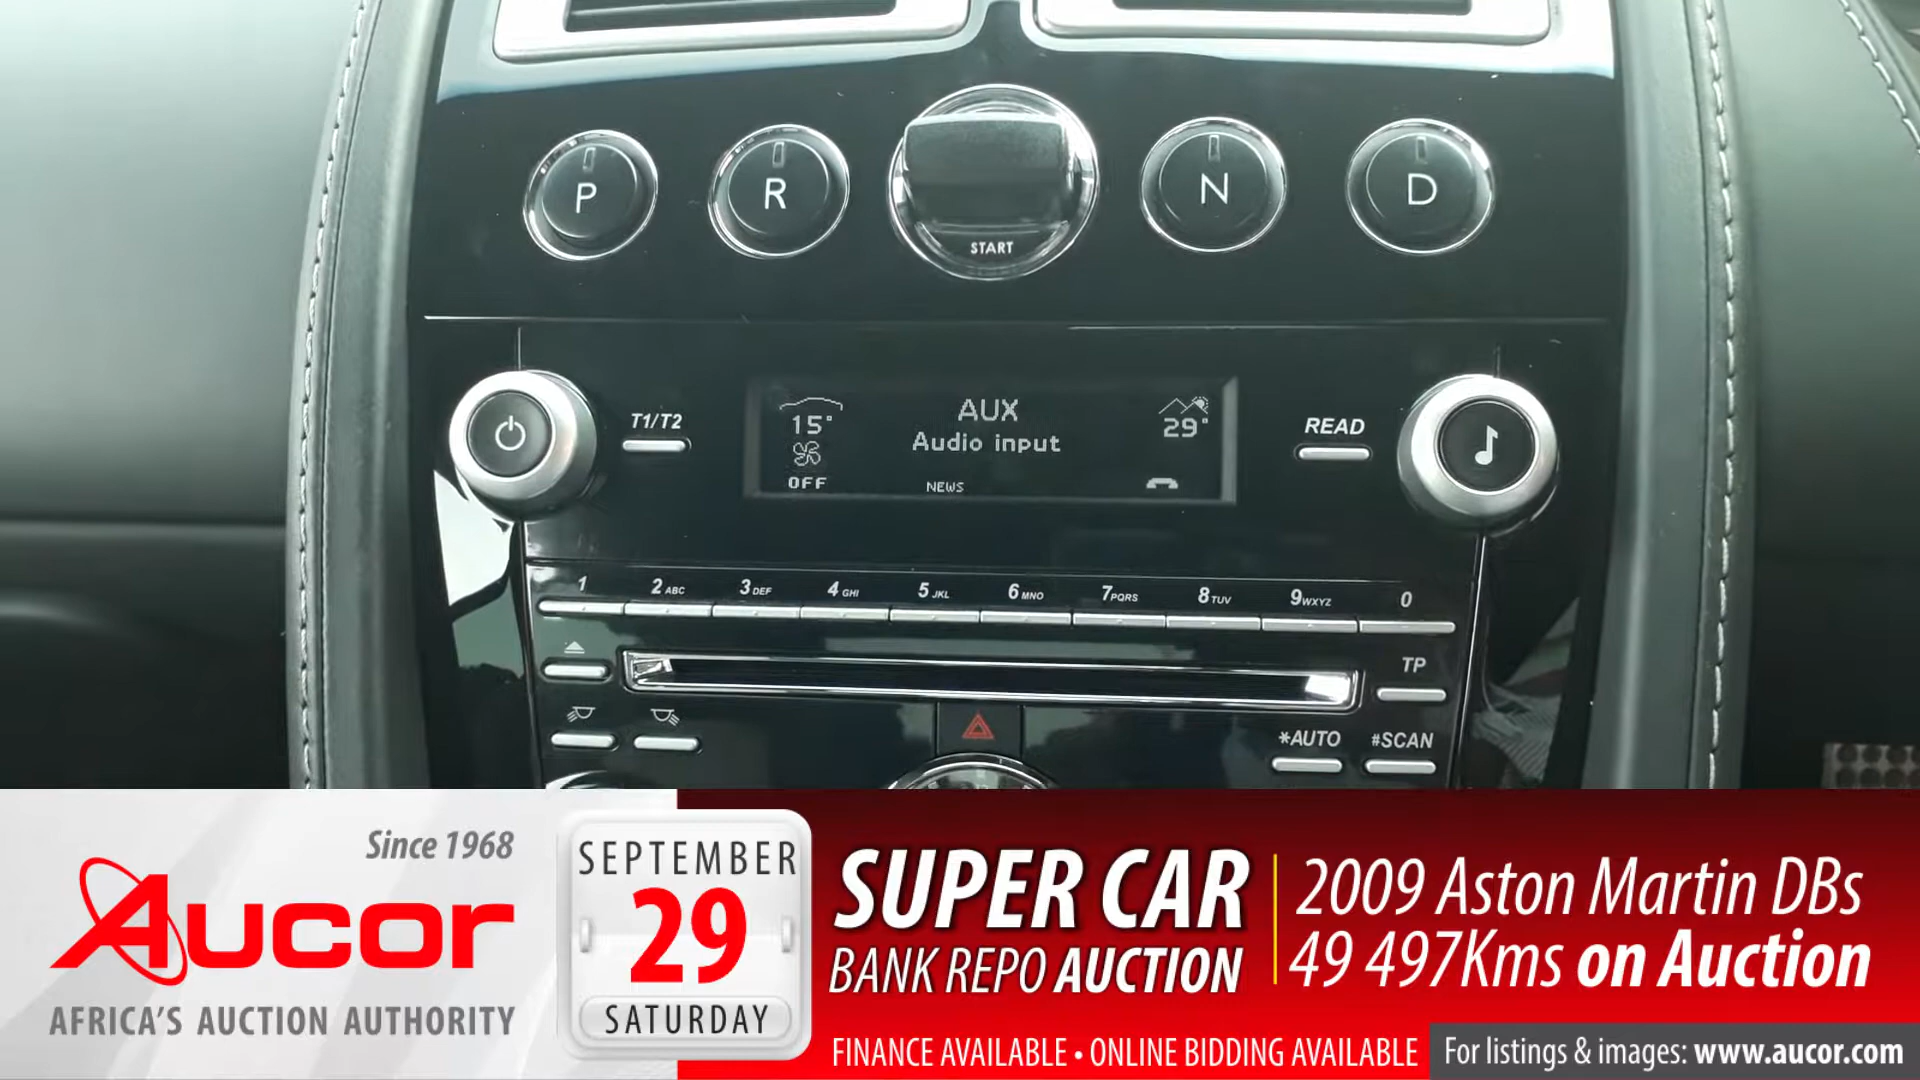 P R START N D
T1/T2
15°
OFF
AUX
Audio input
NEWS
29°
READ
1 2 ABC 3 DEF 4 GHI 5 JKL 6 MNO 7 PQRS 8 TUV 9 WXYZ 0
TP
*AUTO #SCAN
Since 1968
Aucor
AFRICA'S AUCTION AUTHORITY
SEPTEMBER
29
SATURDAY
SUPER CAR
BANK REPO AUCTION
2009 Aston Martin DBs
49 497Kms on Auction
FINANCE AVAILABLE • ONLINE BIDDING AVAILABLE
For listings & images: www.aucor.com